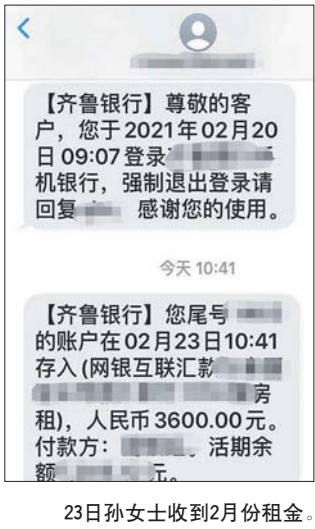 【齐鲁银行】尊敬的客
户，您于2021年02月20
日09:07登录
机银行，强制退出登录请
回复 感谢您的使用。
今天 10:41
【齐鲁银行】您尾号
的账户在02月23日10:41
存入(网银互联汇款
房
租)，人民币3600.00元。
付款方： 活期余
额 元。
23日孙女士收到2月份租金。